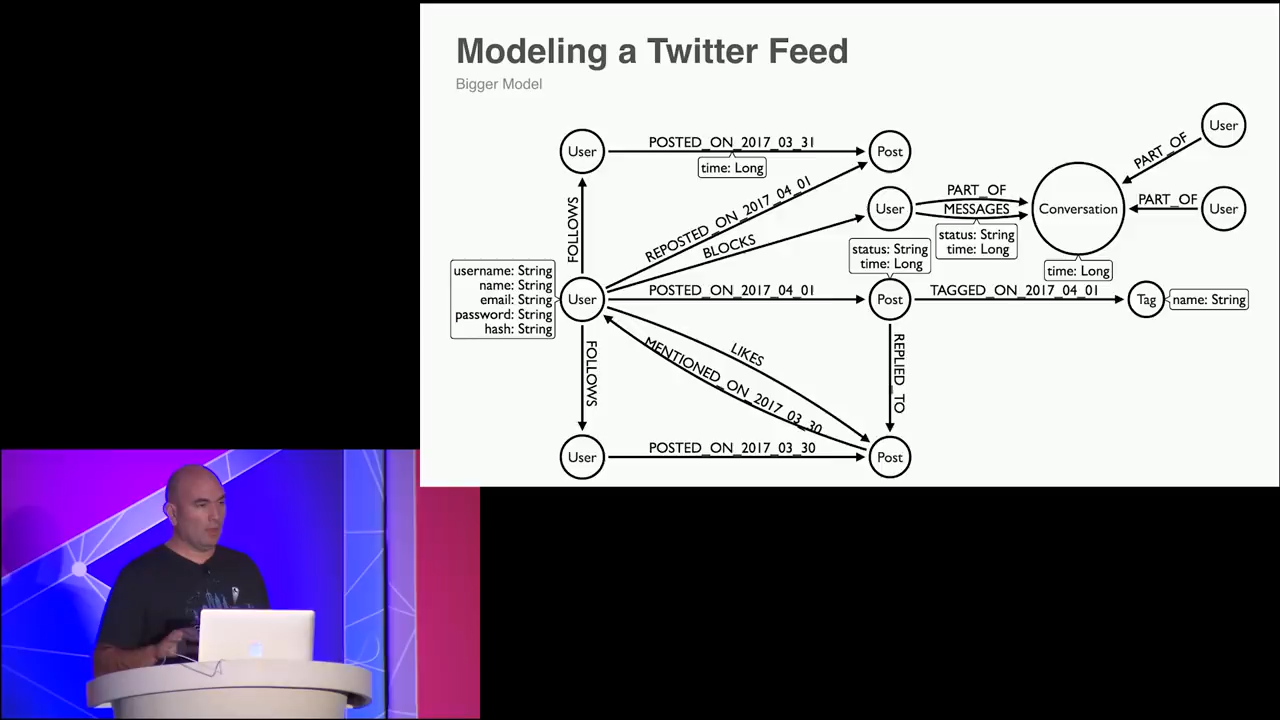 Modeling a Twitter Feed
Bigger Model
User
POSTED_ON_2017_03_31
time: Long
Post
User
PART_OF
PART_OF
User
FOLLOWS
REPOSTED_ON_2017_04_01
BLOCKS
User
PART_OF
MESSAGES
status: String
time: Long
Conversation
time: Long
username: String
name: String
email: String
password: String
hash: String
User
POSTED_ON_2017_04_01
status: String
time: Long
Post
TAGGED_ON_2017_04_01
Tag
name: String
FOLLOWS
LIKES
MENTIONED_ON_2017_03_30
REPLIED_TO
User
POSTED_ON_2017_03_30
Post